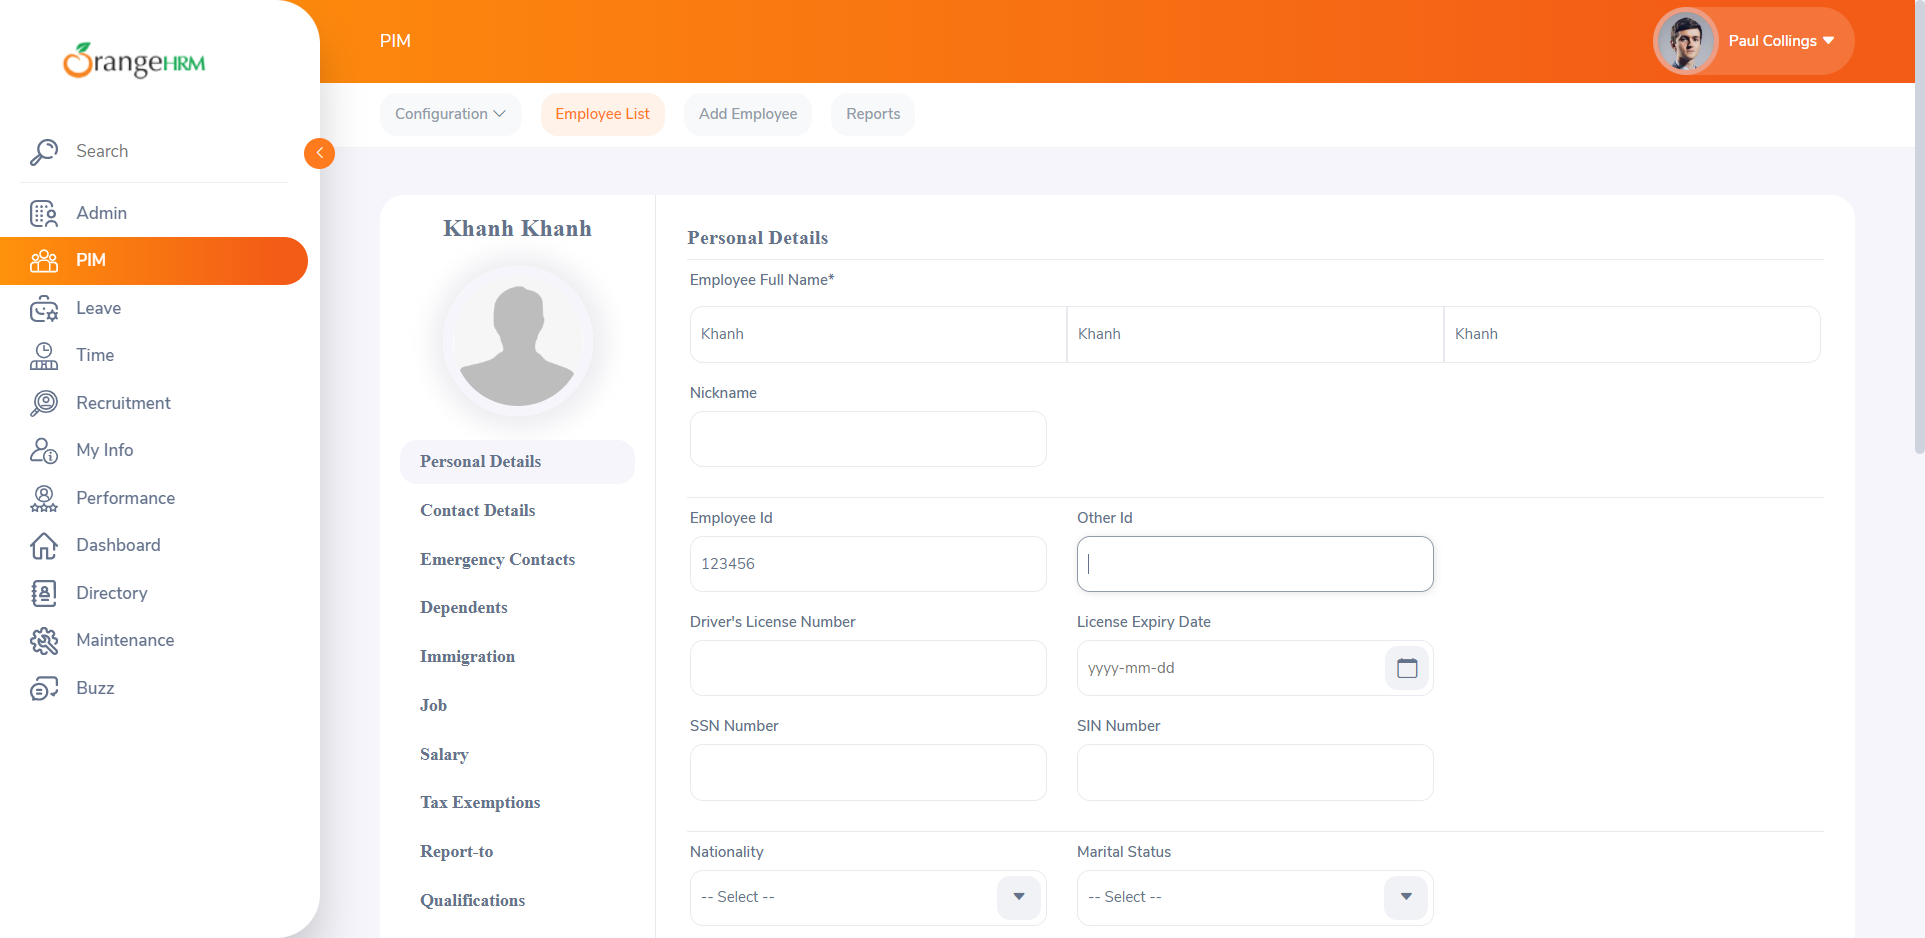 OrangeHRM
PIM
Paul Collings
Configuration
Employee List
Add Employee
Reports
Search
Admin
PIM
Leave
Time
Recruitment
My Info
Performance
Dashboard
Directory
Maintenance
Buzz
Khanh Khanh
Personal Details
Contact Details
Emergency Contacts
Dependents
Immigration
Job
Salary
Tax Exemptions
Report-to
Qualifications
Personal Details
Employee Full Name*
Khanh
Khanh
Khanh
Nickname
Employee Id
Other Id
123456
Driver's License Number
License Expiry Date
yyyy-mm-dd
SSN Number
SIN Number
Nationality
Marital Status
-- Select --
-- Select --